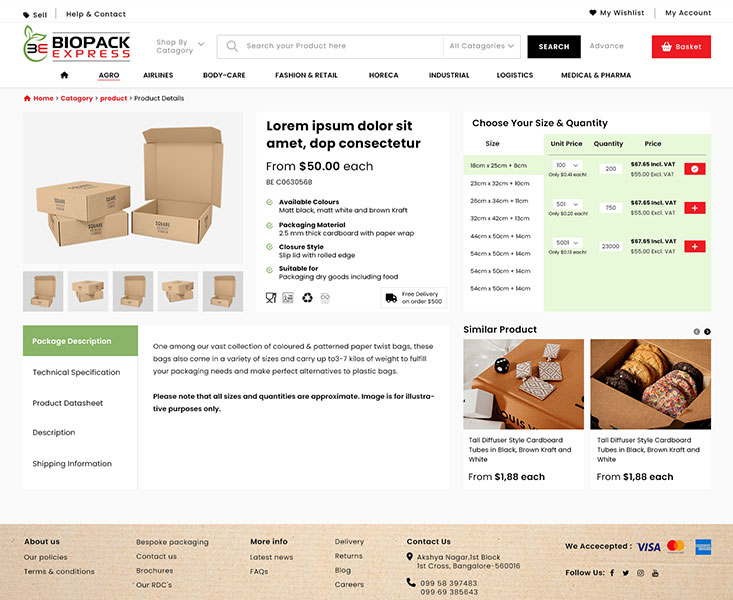 Sell
Help & Contact
My Wishlist
My Account
BE BIOPACK
EXPRESS
Shop By
Catagory
Search your Product here
All Catagories
SEARCH
Advance
Basket
AGRO
AIRLINES
BODY-CARE
FASHION & RETAIL
HORECA
INDUSTRIAL
LOGISTICS
MEDICAL & PHARMA
Home > Catagory > product > Product Details
Lorem ipsum dolor sit
amet, dop consectetur
From $50.00 each
BE C063056B
Available Colours
Matt black, matt white and brown Kraft
Packaging Material
2.5 mm thick cardboard with paper wrap
Closure Style
Slip lid with rolled edge
Suitable for
Packaging dry goods including food
Free Delivery
on order $500
Choose Your Size & Quantity
Size
Unit Price
Quantity
Price
18cm x 25cm + 8cm
23cm x 32cm + 10cm
26cm x 34cm + 11cm
32cm x 42cm + 13cm
44cm x 50cm + 14cm
54cm x 50cm + 14cm
54cm x 50cm + 14cm
54cm x 50cm + 14cm
100
Only $0.41 each!
200
$67.65 Incl. VAT
$55.00 Excl. VAT
501
Only $0.20 each!
750
$67.65 Incl. VAT
$55.00 Excl. VAT
5001
Only $0.13 each!
23000
$67.65 Incl. VAT
$55.00 Excl. VAT
SQUARE
SQUARE
SQUARE
Package Description
Technical Specification
Product Datasheet
Description
Shipping Information
One among our vast collection of coloured & patterned paper twist bags, these
bags also come in a variety of sizes and carry up to3-7 kilos of weight to fulfill
your packaging needs and make perfect alternatives to plastic bags.
Please note that all sizes and quantities are approximate. Image is for illustra-
tive purposes only.
Similar Product
Tall Diffuser Style Cardboard
Tubes in Black, Brown Kraft and
White
From $1,88 each
Tall Diffuser Style Cardboard
Tubes in Black, Brown Kraft and
White
From $1,88 each
About us
Our policies
Terms & conditions
Bespoke packaging
Contact us
Brochures
Our RDC's
More info
Latest news
FAQs
Delivery
Returns
Blog
Careers
Contact Us
Akshya Nagar,1st Block
1st Cross, Bangalore-560016
099 58 397483
099 69 385643
We Accecepted :
VISA
Follow Us: